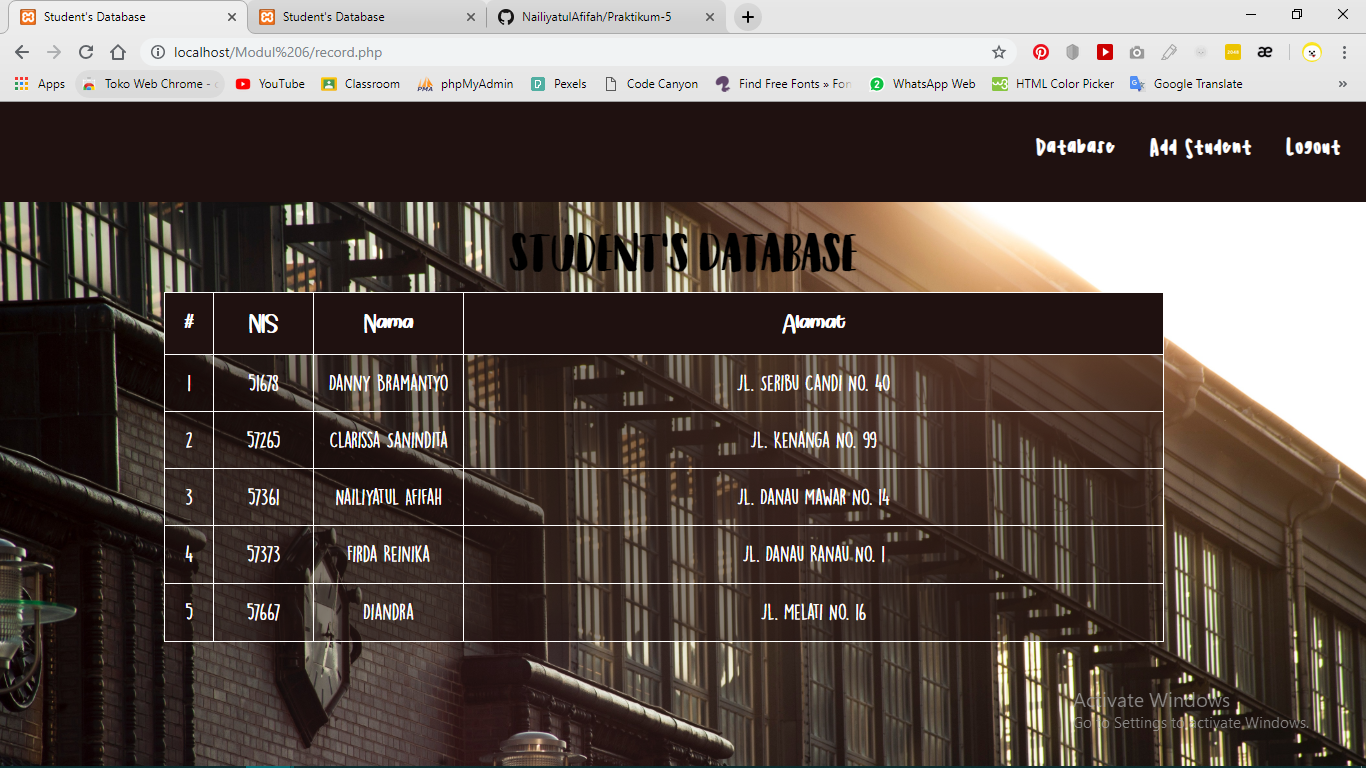 Student's Database
Student's Database
NailiyatulAfifah/Praktikum-5
localhost/Modul%206/record.php
Apps
Toko Web Chrome -
YouTube
Classroom
phpMyAdmin
Pexels
Code Canyon
Find Free Fonts » Fon
WhatsApp Web
HTML Color Picker
Google Translate
»
Database Add Student Logout
STUDENT'S DATABASE
# NIS Nama Alamat
1 51678 DANNY BRAMANTYO JL. SERIBU CANDI NO. 40
2 57265 CLARISSA SANINDITA JL. KENANGA NO. 99
3 57361 NAILIYATUL AFIFAH JL. DANAU MAWAR NO. 14
4 57373 FIRDA REINIKA JL. DANAU RANAU NO. 1
5 57667 DIANDRA JL. MELATI NO. 16
Activate Windows
Go to Settings to activate Windows.